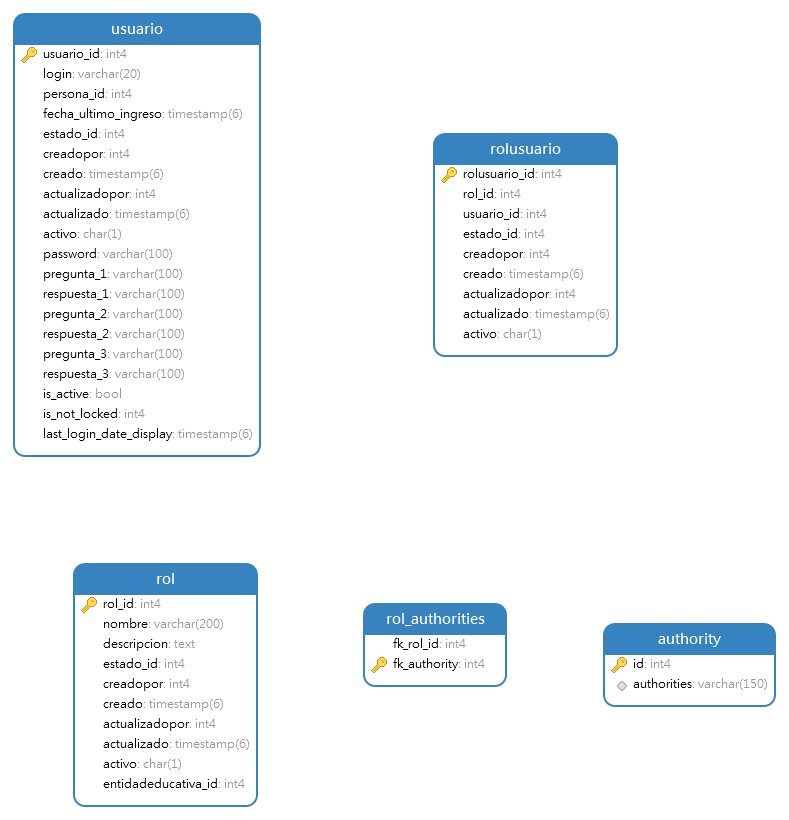 usuario
usuario_id: int4
login: varchar(20)
persona_id: int4
fecha_ultimo_ingreso: timestamp(6)
estado_id: int4
creadopor: int4
creado: timestamp(6)
actualizadopor: int4
actualizado: timestamp(6)
activo: char(1)
password: varchar(100)
pregunta_1: varchar(100)
respuesta_1: varchar(100)
pregunta_2: varchar(100)
respuesta_2: varchar(100)
pregunta_3: varchar(100)
respuesta_3: varchar(100)
is_active: bool
is_not_locked: int4
last_login_date_display: timestamp(6)
rolusuario
rolusuario_id: int4
rol_id: int4
usuario_id: int4
estado_id: int4
creadopor: int4
creado: timestamp(6)
actualizadopor: int4
actualizado: timestamp(6)
activo: char(1)
rol
rol_id: int4
nombre: varchar(200)
descripcion: text
estado_id: int4
creadopor: int4
creado: timestamp(6)
actualizadopor: int4
actualizado: timestamp(6)
activo: char(1)
entidadeducativa_id: int4
rol_authorities
fk_rol_id: int4
fk_authority: int4
authority
id: int4
authorities: varchar(150)